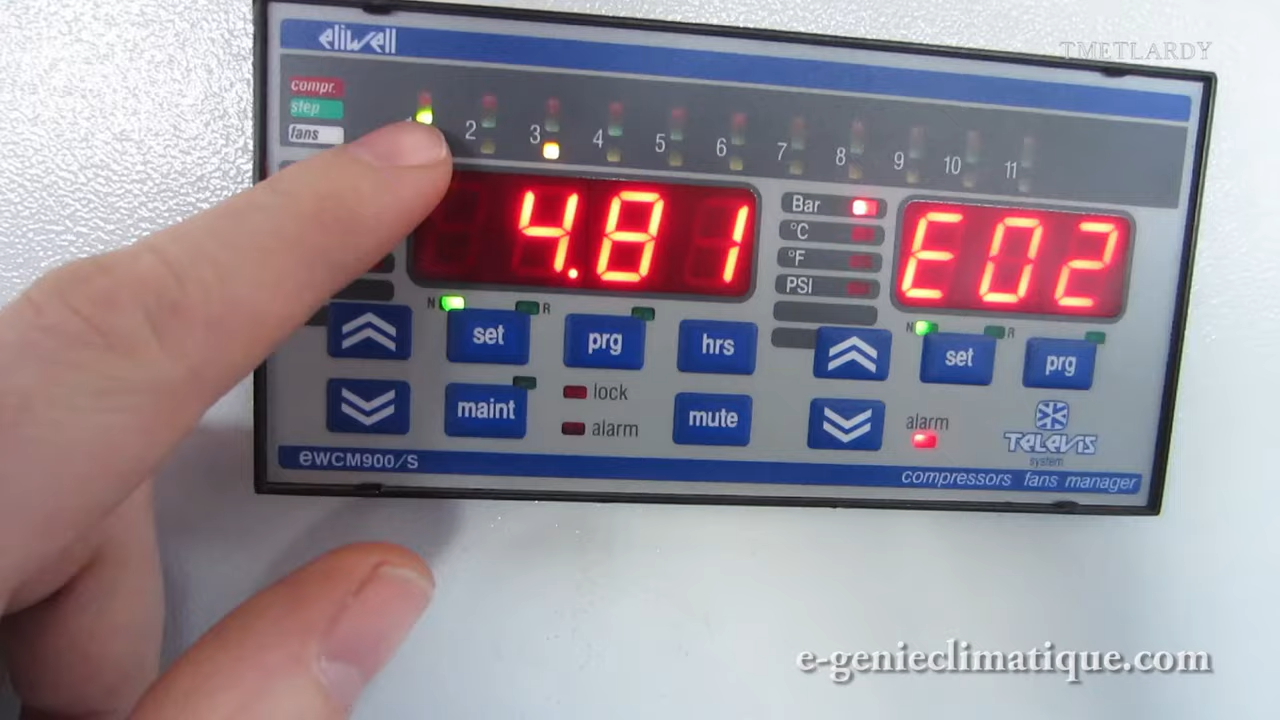 TMETLARDY
eliwell
compr.
step
fans
1 2 3 4 5 6 7 8 9 10 11
4.81
Bar
°C
°F
PSI
E02
N R
N R
set prg hrs
set prg
maint lock mute
alarm
alarm
TELEVIS
system
eWCM900/S
compressors fans manager
e-genieclimatique.com